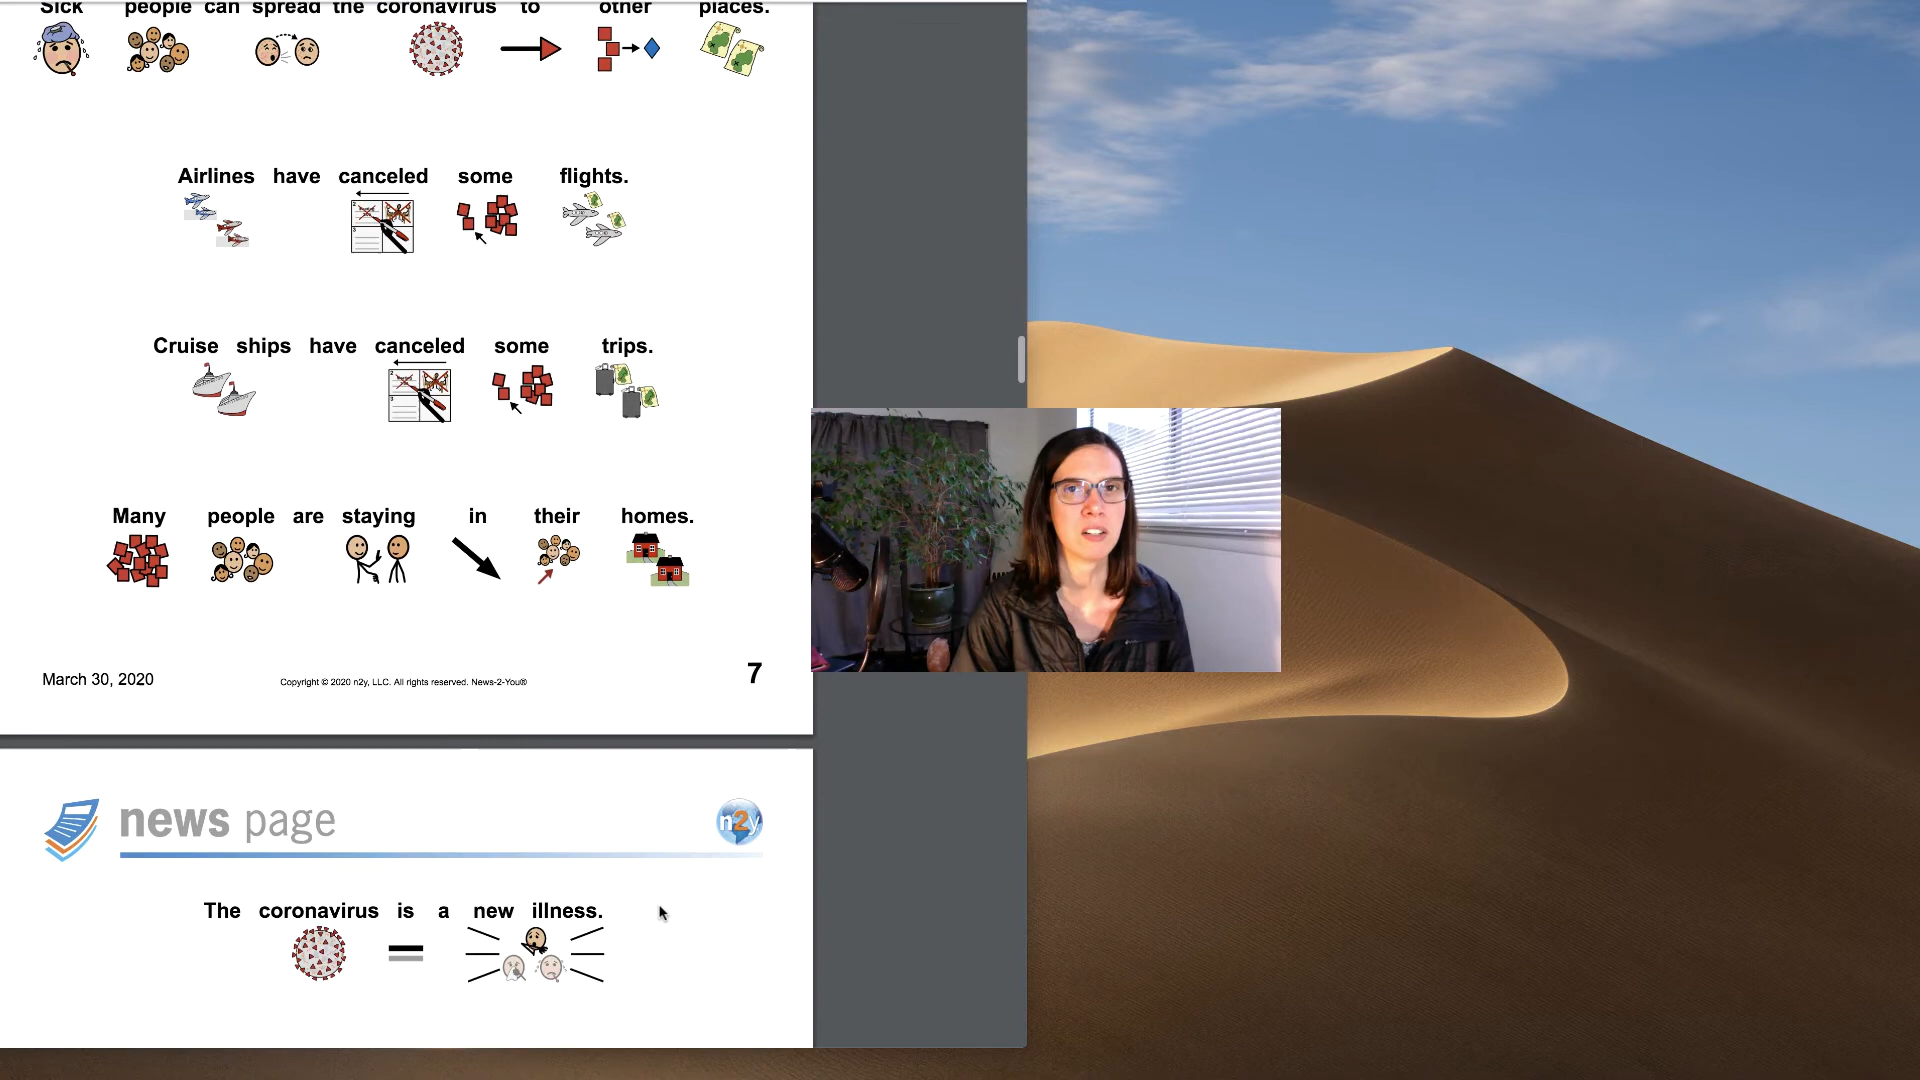 Sick people can spread the coronavirus to other places.
Airlines have canceled some flights.
Cruise ships have canceled some trips.
Many people are staying in their homes.
March 30, 2020 Copyright © 2020 n2y, LLC. All rights reserved. News-2-You® 7
news page n2y
The coronavirus is a new illness.